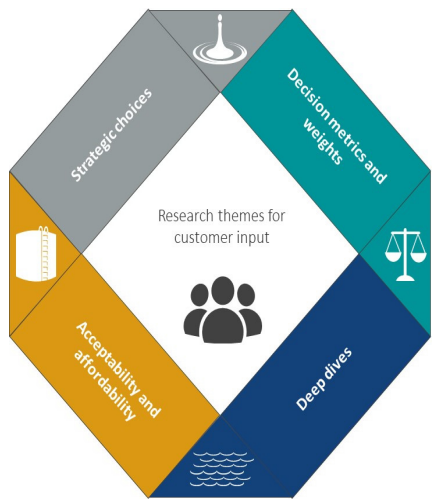 Strategic choices
Decision metrics and
weights
Research themes for
customer input
Acceptability and
affordability
Deep dives